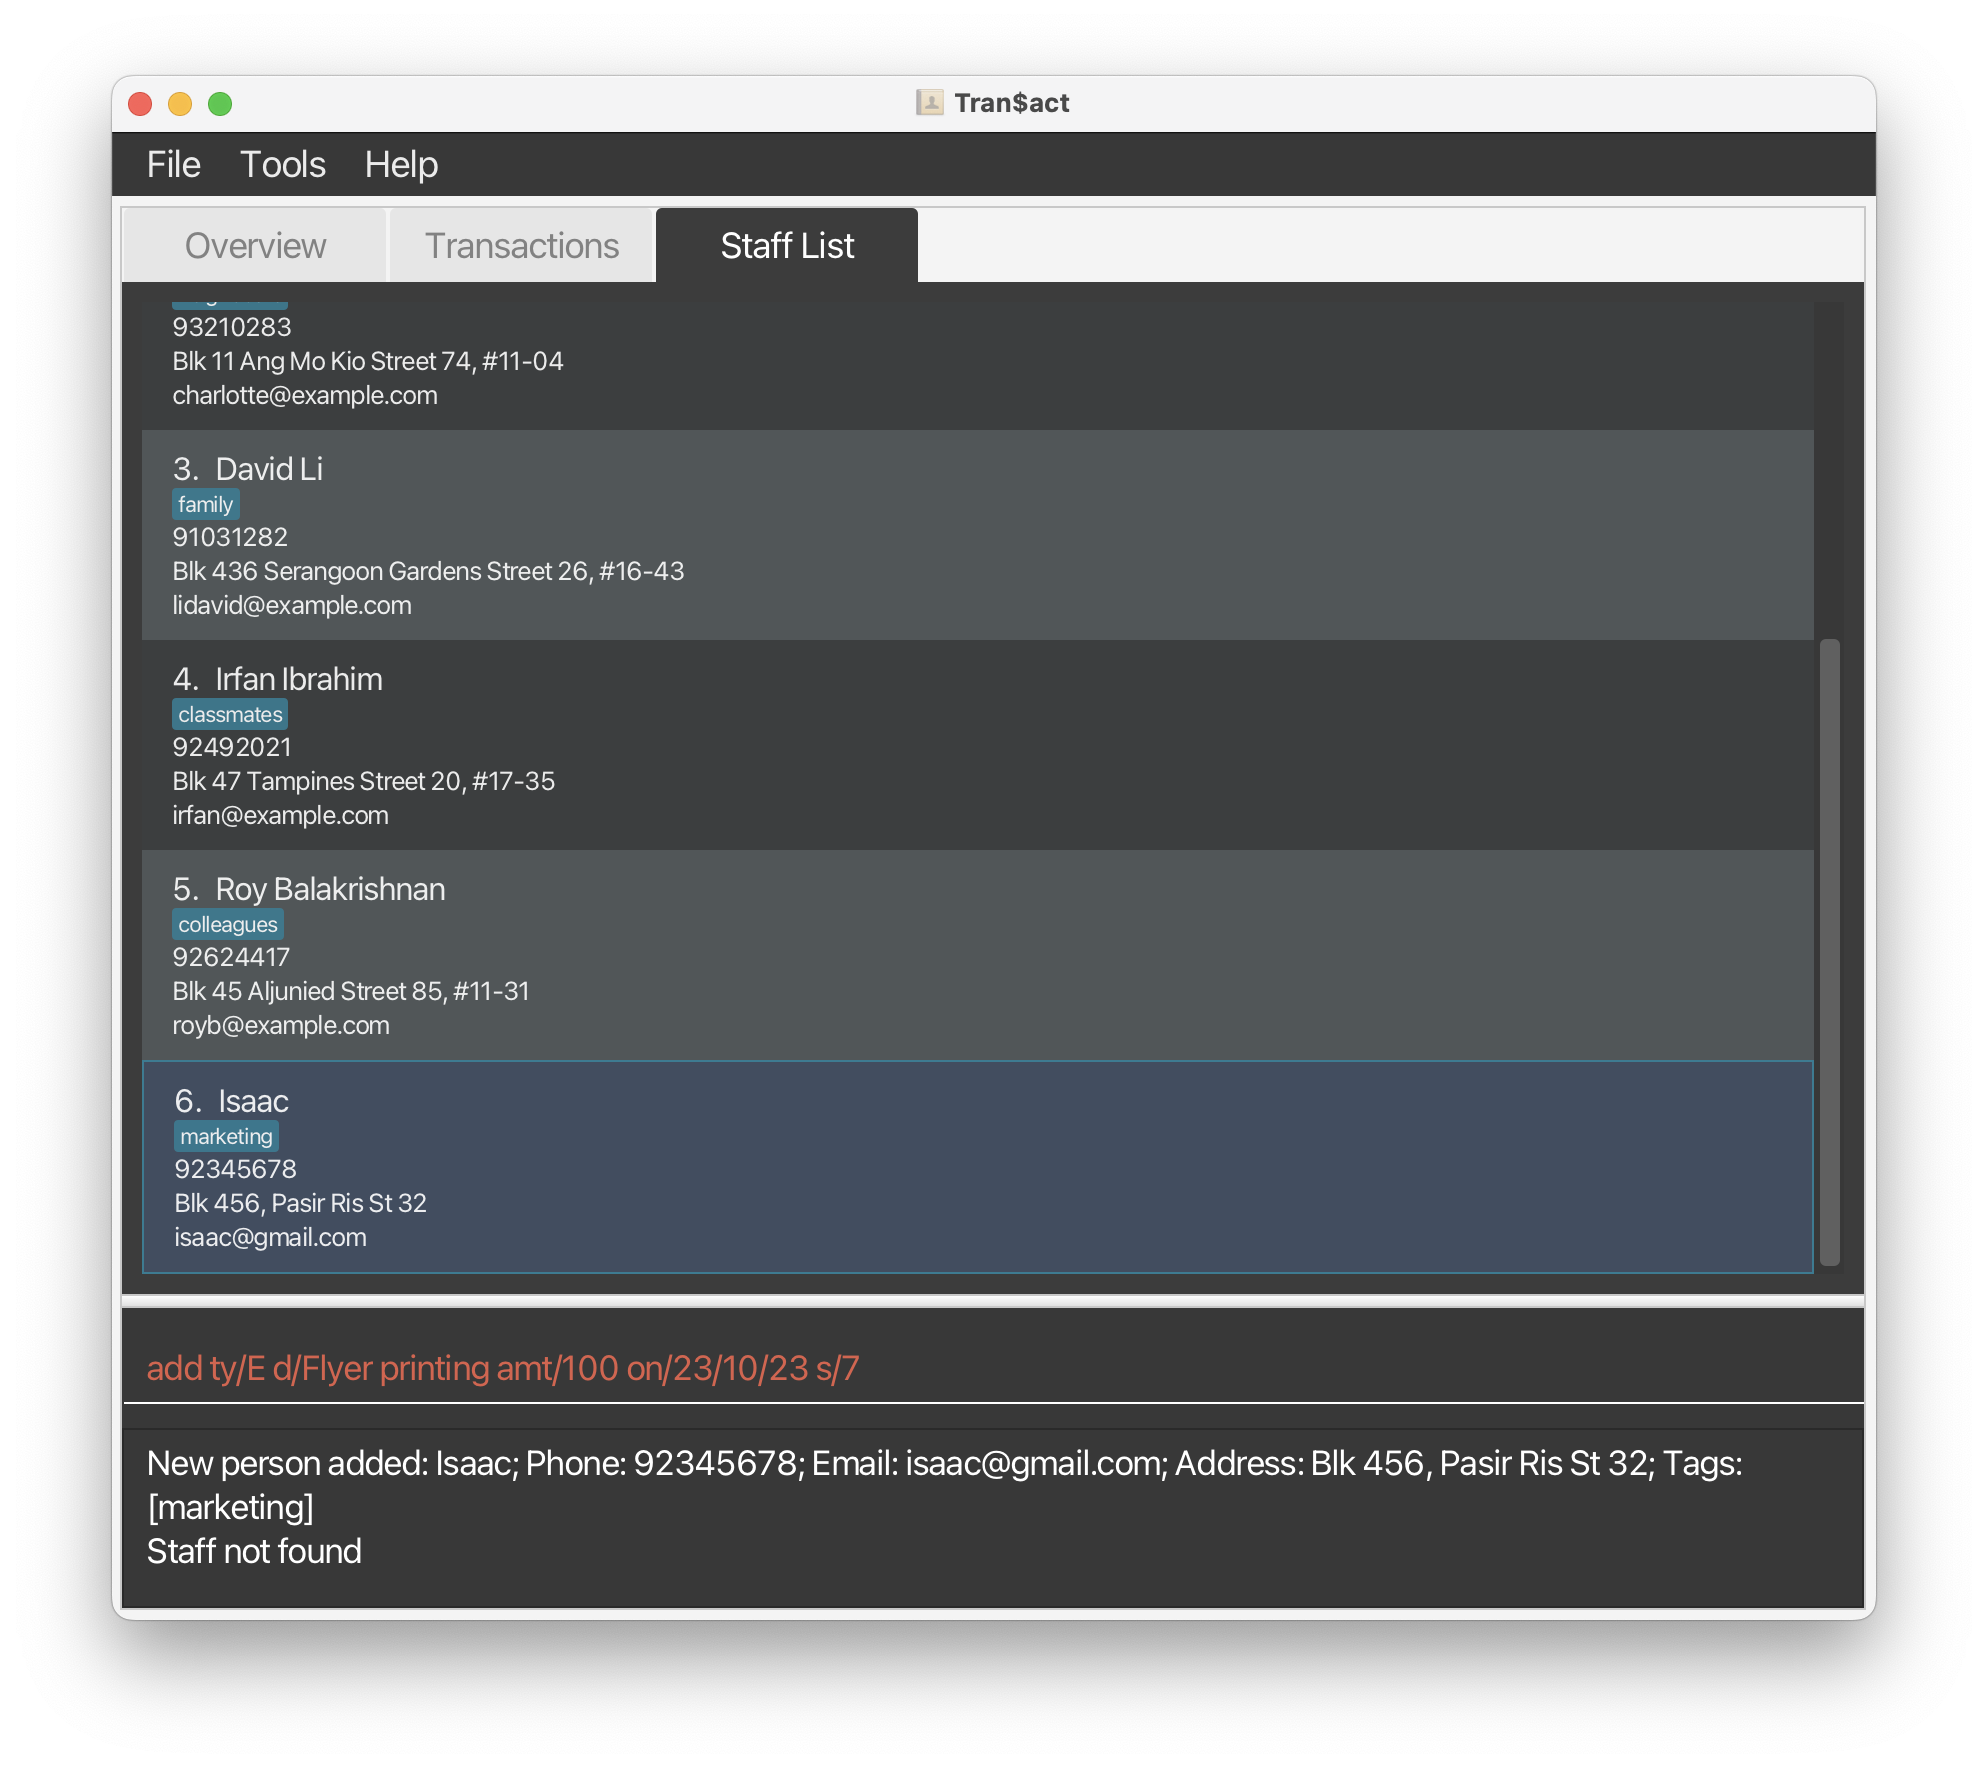 Tran$act
File Tools Help
Overview Transactions Staff List
93210283
Blk 11 Ang Mo Kio Street 74, #11-04
charlotte@example.com
3. David Li
family
91031282
Blk 436 Serangoon Gardens Street 26, #16-43
lidavid@example.com
4. Irfan Ibrahim
classmates
92492021
Blk 47 Tampines Street 20, #17-35
irfan@example.com
5. Roy Balakrishnan
colleagues
92624417
Blk 45 Aljunied Street 85, #11-31
royb@example.com
6. Isaac
marketing
92345678
Blk 456, Pasir Ris St 32
isaac@gmail.com
add ty/E d/Flyer printing amt/100 on/23/10/23 s/7
New person added: Isaac; Phone: 92345678; Email: isaac@gmail.com; Address: Blk 456, Pasir Ris St 32; Tags:
[marketing]
Staff not found